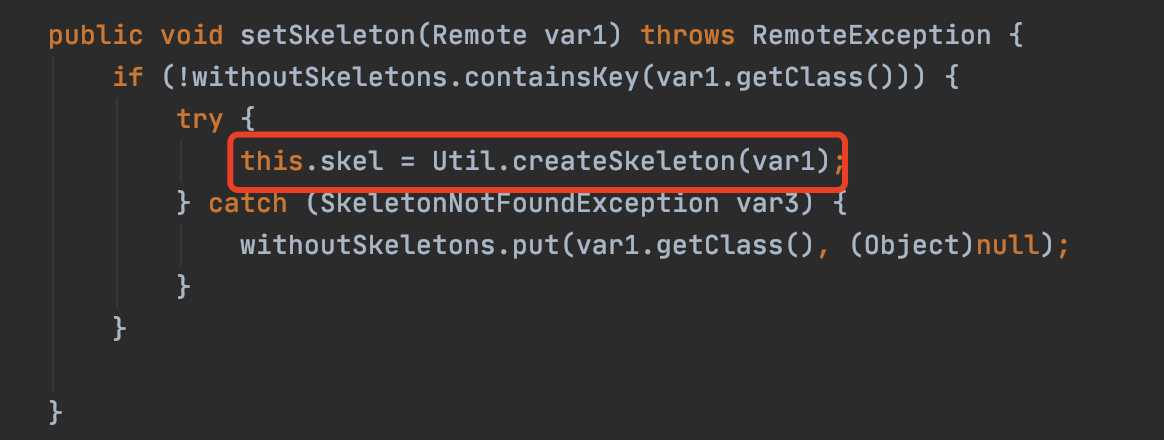 public void setSkeleton(Remote var1) throws RemoteException {
    if (!withoutSkeletons.containsKey(var1.getClass())) {
        try {
            this.skel = Util.createSkeleton(var1);
        } catch (SkeletonNotFoundException var3) {
            withoutSkeletons.put(var1.getClass(), (Object)null);
        }
    }
}